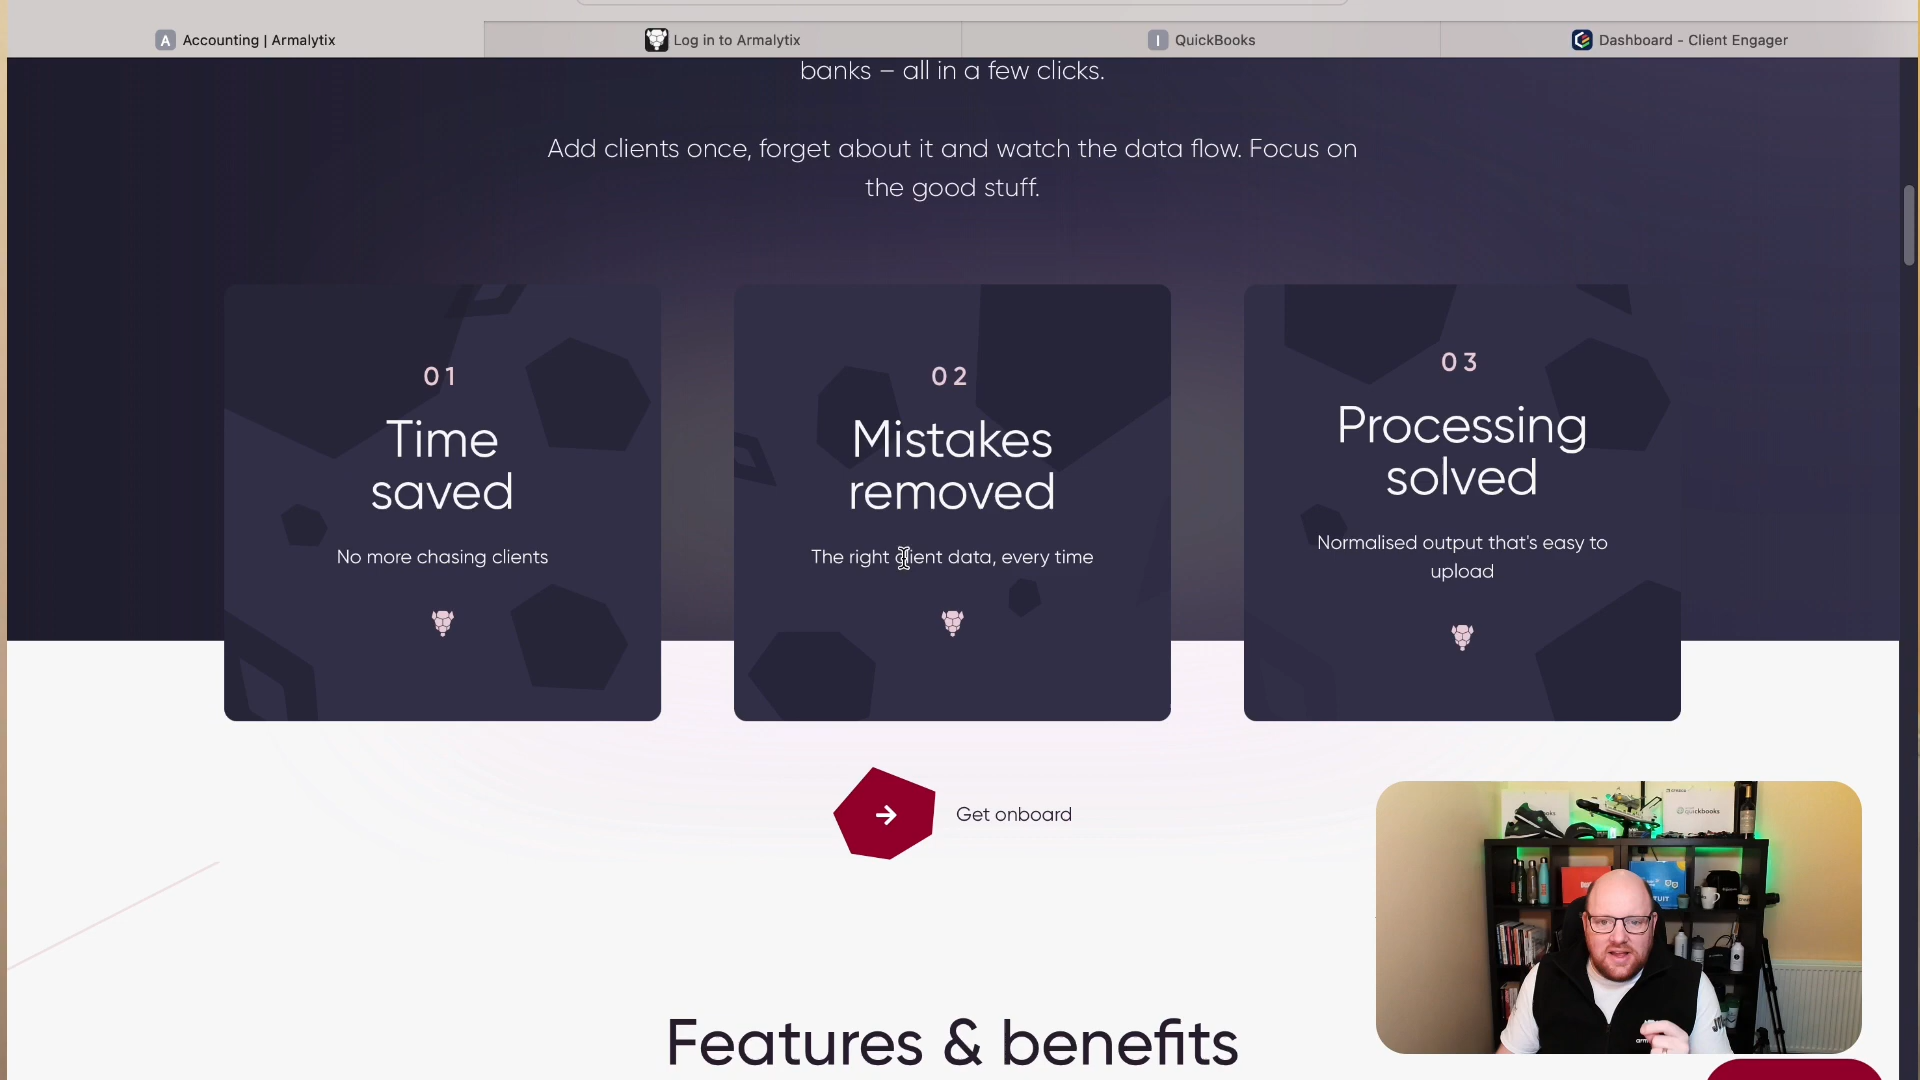 Accounting | Armalytix
Log in to Armalytix
QuickBooks
Dashboard - Client Engager
banks – all in a few clicks.
Add clients once, forget about it and watch the data flow. Focus on
the good stuff.
01
Time
saved
No more chasing clients
02
Mistakes
removed
The right client data, every time
03
Processing
solved
Normalised output that's easy to
upload
Get onboard
Features & benefits
quickbooks